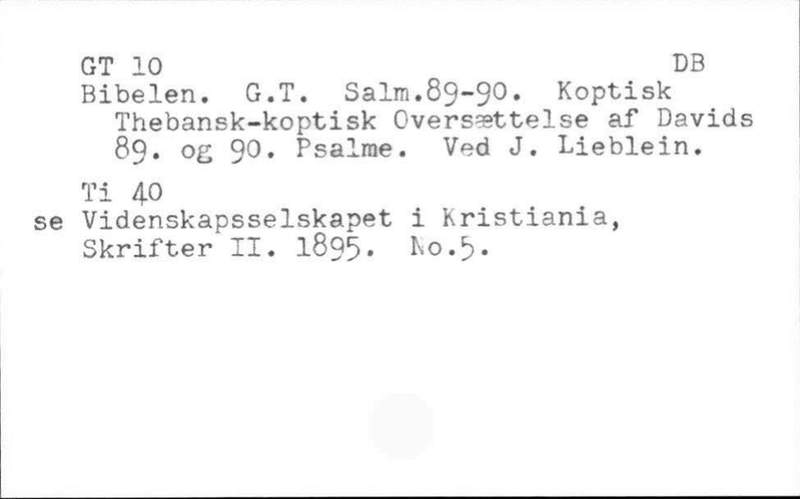 GT 10 DB
Bibelen. G.T. Salm.89-90. Koptisk
Thebansk-koptisk Oversættelse af Davids
89. og 90. Psalme. Ved J. Lieblein.
Ti 40
se Videnskapsselskapet i Kristiania,
Skrifter II. 1895. No.5.